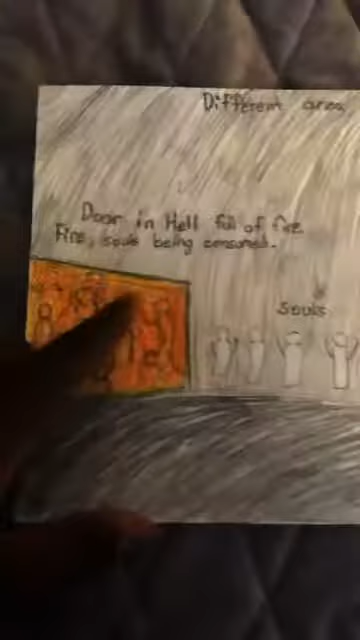 Different area
Door in Hell full of fire
Fire, souls being consumed.
souls